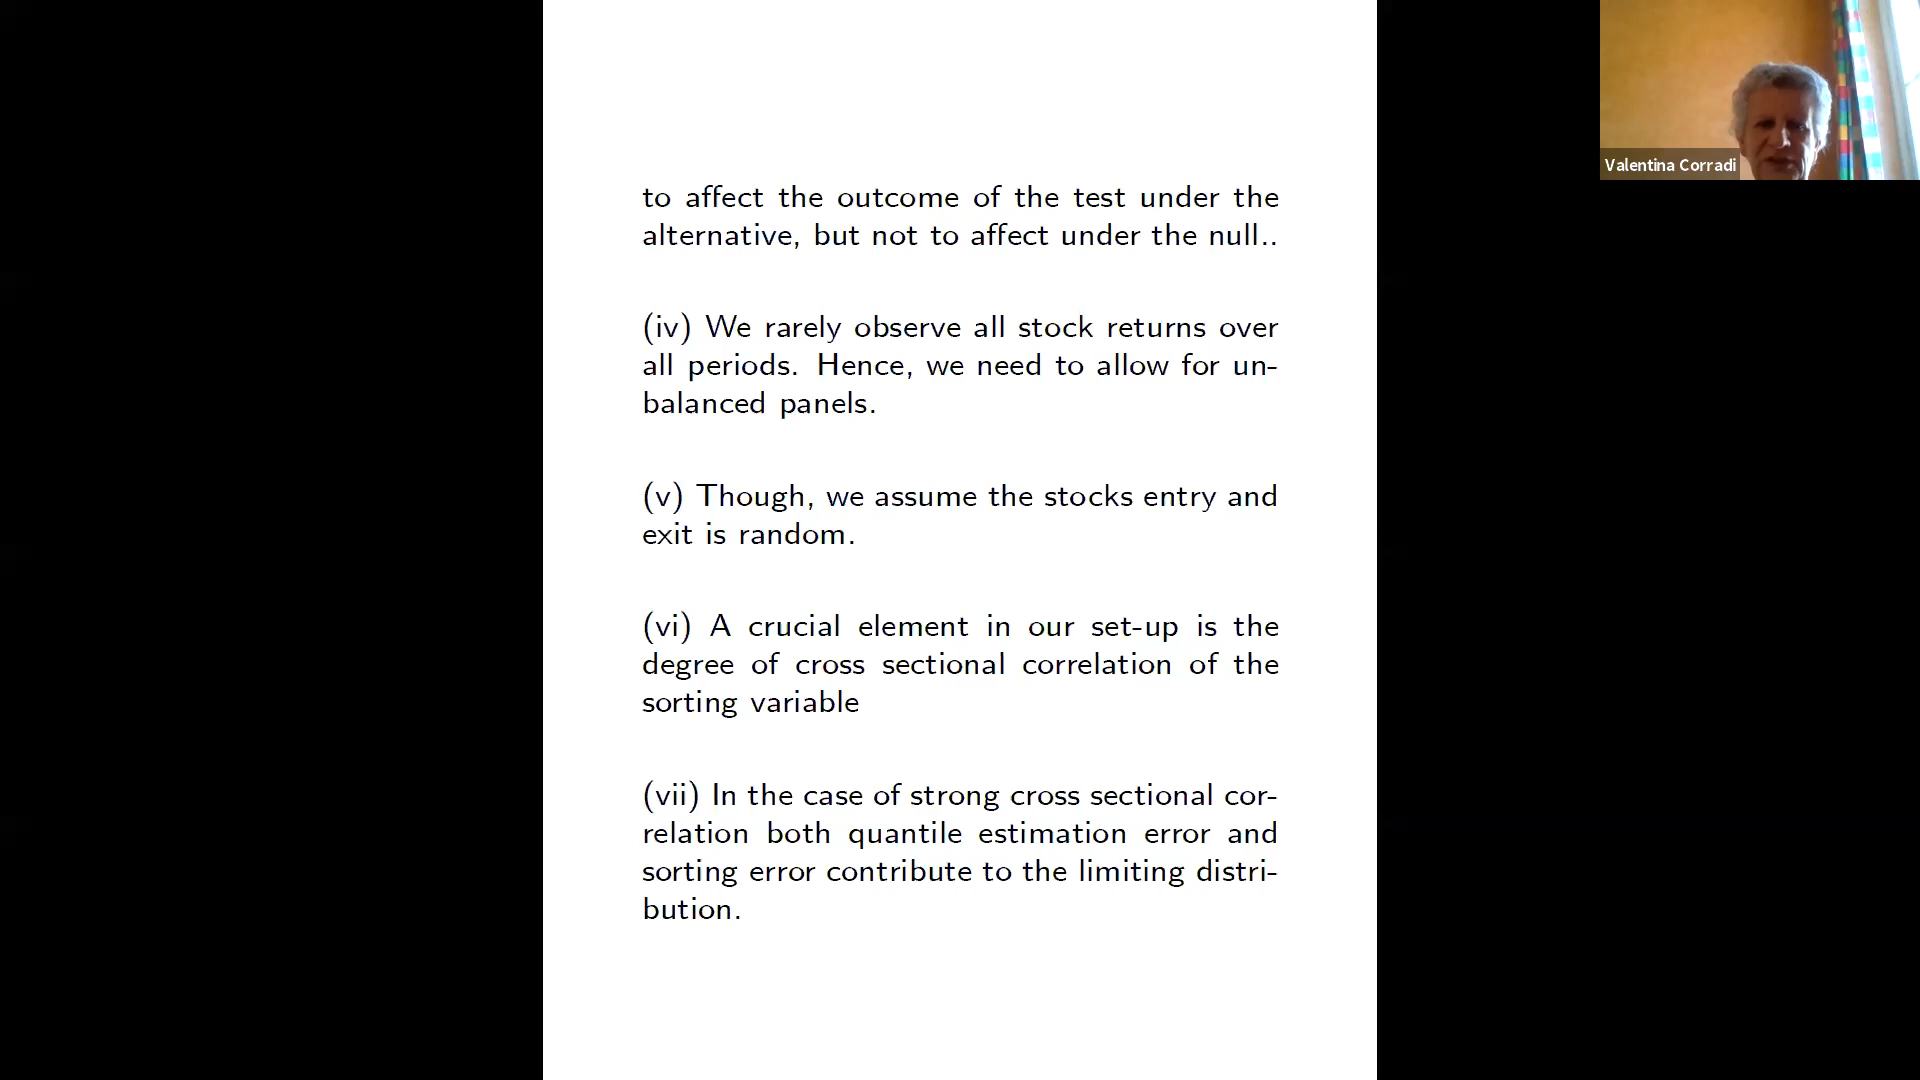 to affect the outcome of the test under the
alternative, but not to affect under the null..
(iv) We rarely observe all stock returns over
all periods. Hence, we need to allow for un-
balanced panels.
(v) Though, we assume the stocks entry and
exit is random.
(vi) A crucial element in our set-up is the
degree of cross sectional correlation of the
sorting variable
(vii) In the case of strong cross sectional cor-
relation both quantile estimation error and
sorting error contribute to the limiting distri-
bution.
Valentina Corradi